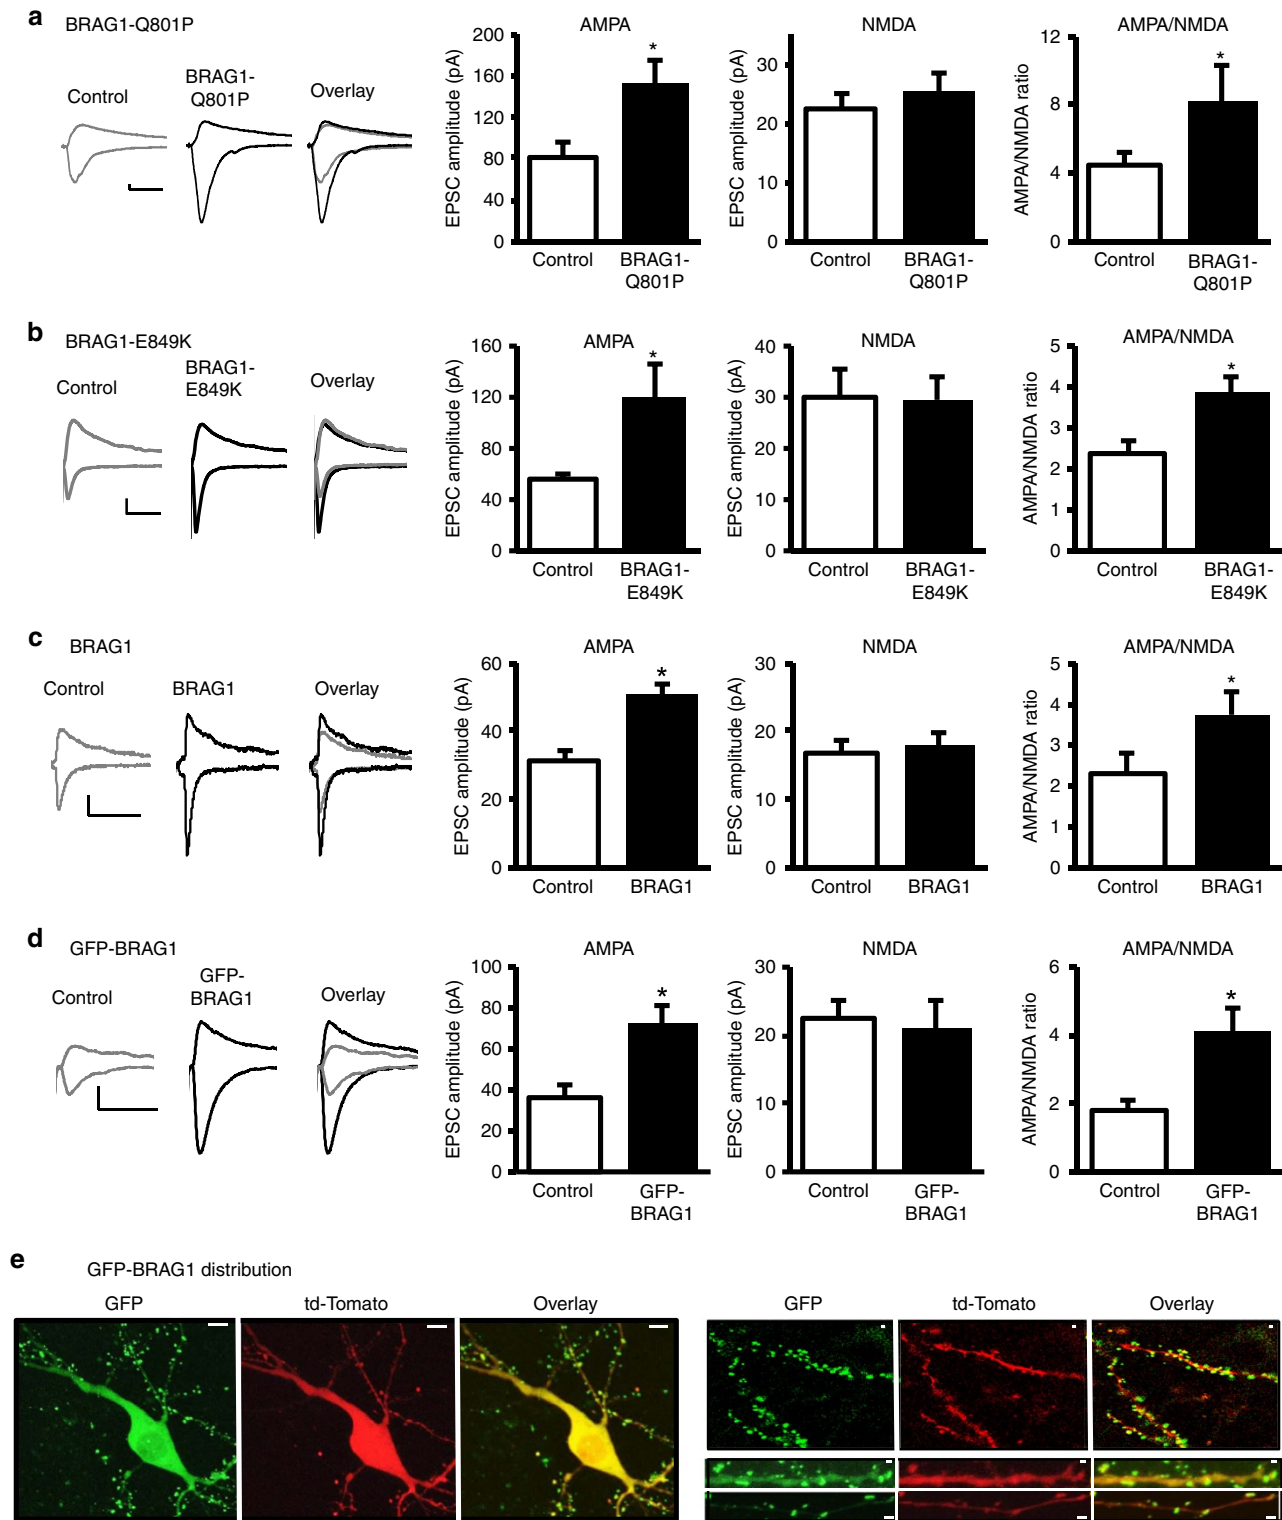 a
BRAG1-Q801P
Control
BRAG1-
Q801P
Overlay
AMPA
EPSC amplitude (pA)
200
160
120
80
40
0
*
Control
BRAG1-
Q801P
NMDA
EPSC amplitude (pA)
30
20
10
0
Control
BRAG1-
Q801P
AMPA/NMDA
AMPA/NMDA ratio
12
8
4
0
*
Control
BRAG1-
Q801P
b
BRAG1-E849K
Control
BRAG1-
E849K
Overlay
AMPA
EPSC amplitude (pA)
160
120
80
40
0
*
Control
BRAG1-
E849K
NMDA
EPSC amplitude (pA)
40
30
20
10
0
Control
BRAG1-
E849K
AMPA/NMDA
AMPA/NMDA ratio
5
4
3
2
1
0
*
Control
BRAG1-
E849K
c
BRAG1
Control
BRAG1
Overlay
AMPA
EPSC amplitude (pA)
60
40
20
0
*
Control
BRAG1
NMDA
EPSC amplitude (pA)
30
20
10
0
Control
BRAG1
AMPA/NMDA
AMPA/NMDA ratio
5
4
3
2
1
0
*
Control
BRAG1
d
GFP-BRAG1
Control
GFP-
BRAG1
Overlay
AMPA
EPSC amplitude (pA)
100
80
60
40
20
0
*
Control
GFP-
BRAG1
NMDA
EPSC amplitude (pA)
30
20
10
0
Control
GFP-
BRAG1
AMPA/NMDA
AMPA/NMDA ratio
6
4
2
0
*
Control
GFP-
BRAG1
e
GFP-BRAG1 distribution
GFP
td-Tomato
Overlay
GFP
td-Tomato
Overlay